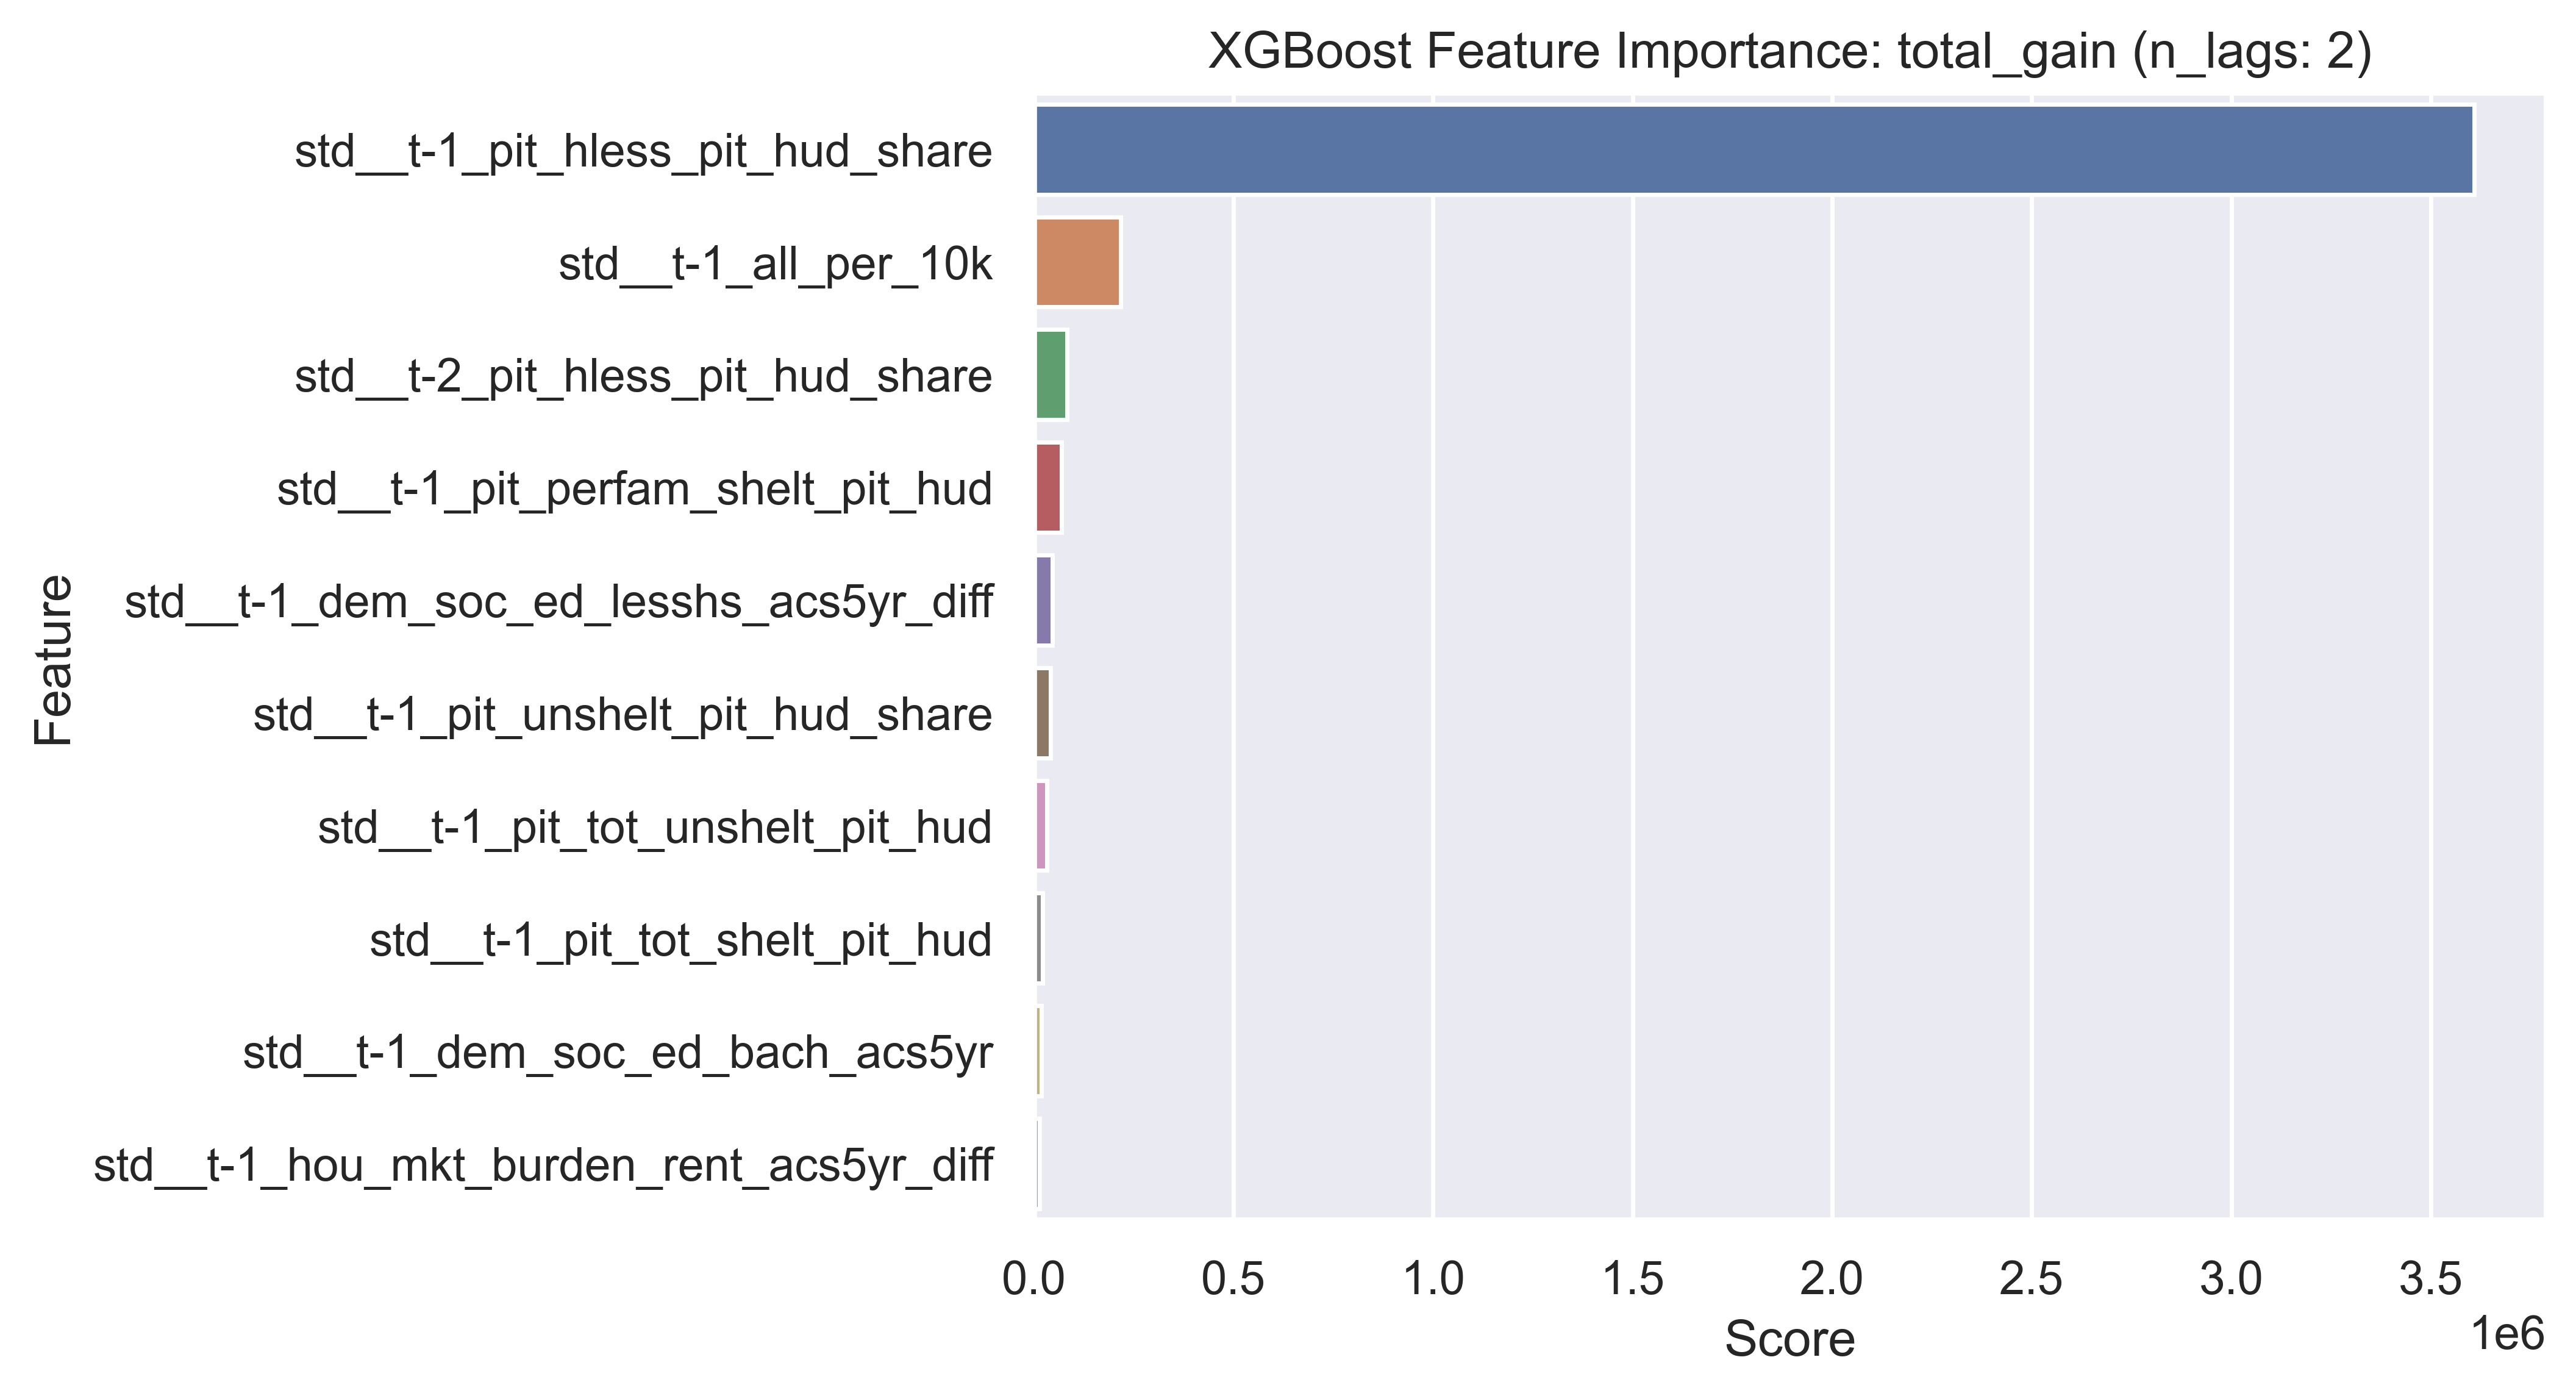 XGBoost Feature Importance: total_gain (n_lags: 2)
std__t-1_pit_hless_pit_hud_share
std__t-1_all_per_10k
std__t-2_pit_hless_pit_hud_share
std__t-1_pit_perfam_shelt_pit_hud
std__t-1_dem_soc_ed_lesshs_acs5yr_diff
std__t-1_pit_unshelt_pit_hud_share
std__t-1_pit_tot_unshelt_pit_hud
std__t-1_pit_tot_shelt_pit_hud
std__t-1_dem_soc_ed_bach_acs5yr
std__t-1_hou_mkt_burden_rent_acs5yr_diff
Feature
0.0 0.5 1.0 1.5 2.0 2.5 3.0 3.5
1e6
Score